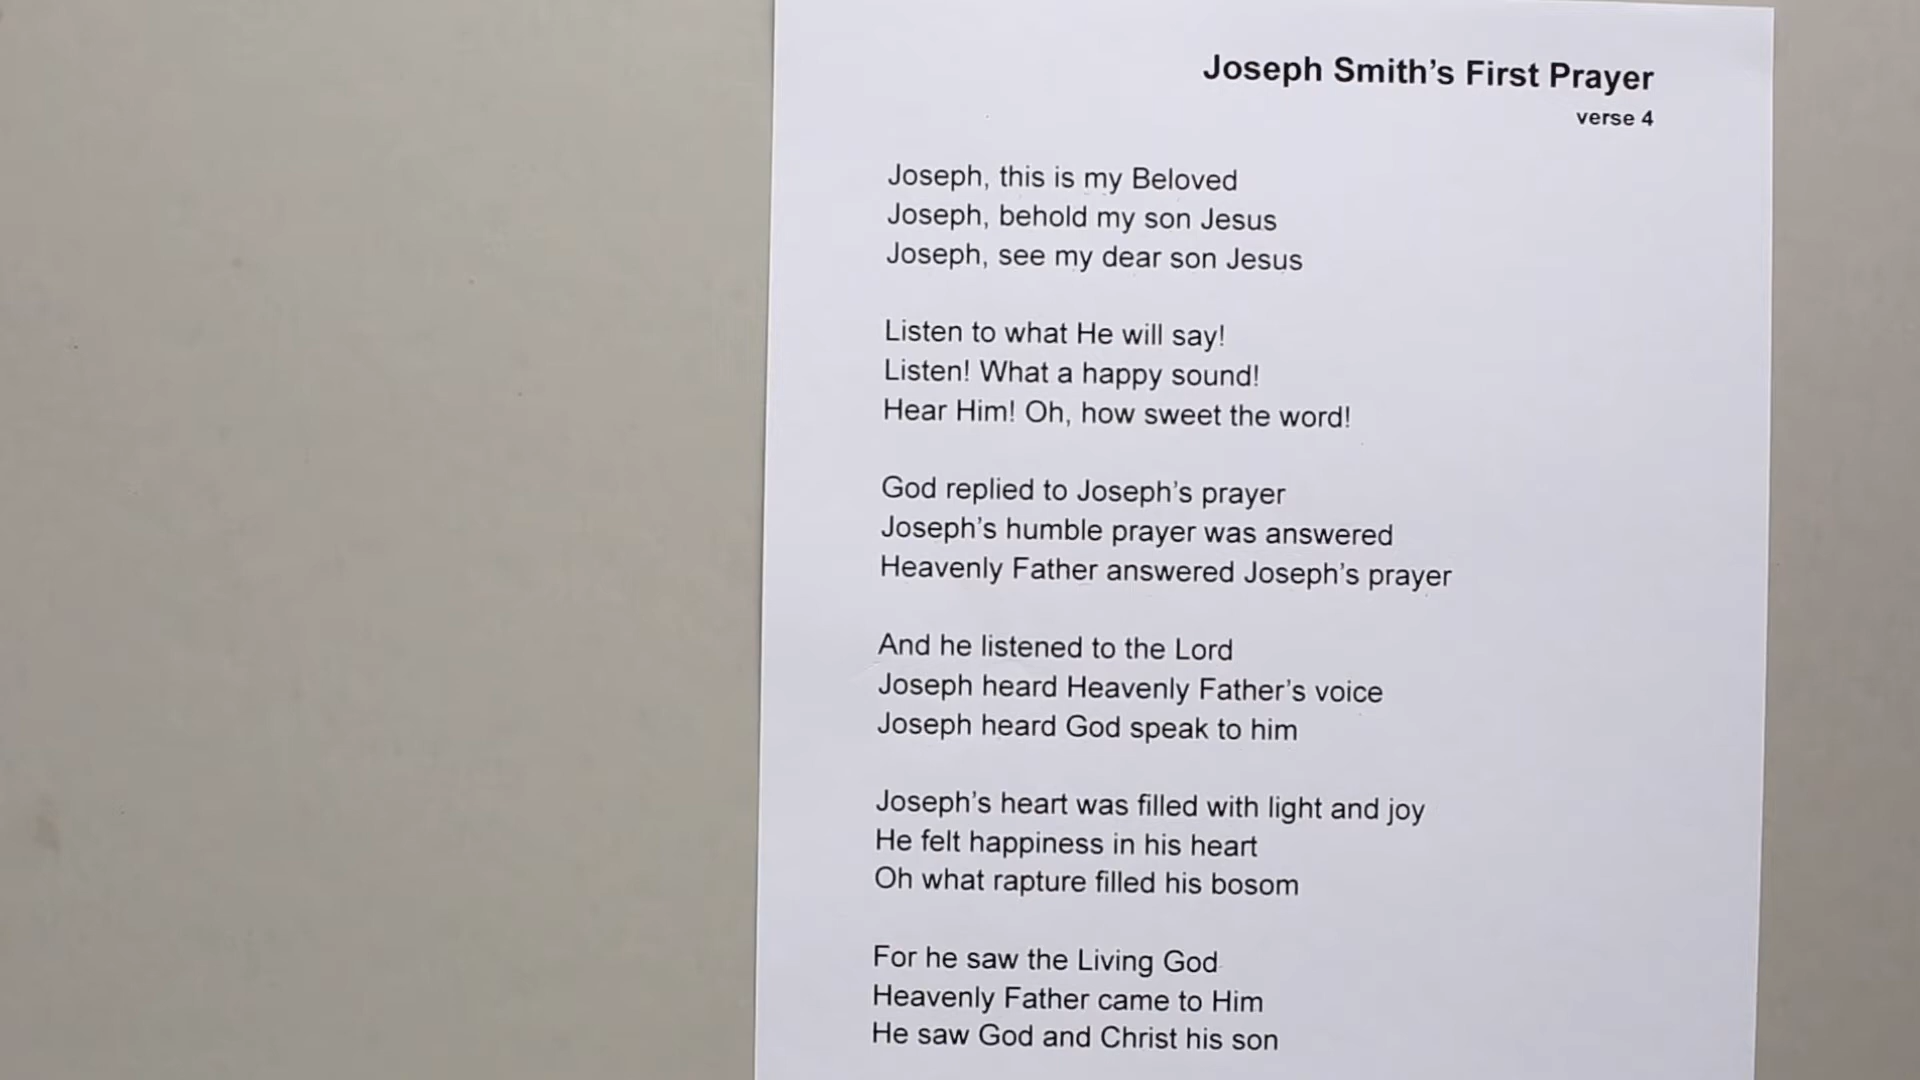 Joseph Smith’s First Prayer
verse 4
Joseph, this is my Beloved
Joseph, behold my son Jesus
Joseph, see my dear son Jesus
Listen to what He will say!
Listen! What a happy sound!
Hear Him! Oh, how sweet the word!
God replied to Joseph’s prayer
Joseph’s humble prayer was answered
Heavenly Father answered Joseph’s prayer
And he listened to the Lord
Joseph heard Heavenly Father’s voice
Joseph heard God speak to him
Joseph’s heart was filled with light and joy
He felt happiness in his heart
Oh what rapture filled his bosom
For he saw the Living God
Heavenly Father came to Him
He saw God and Christ his son